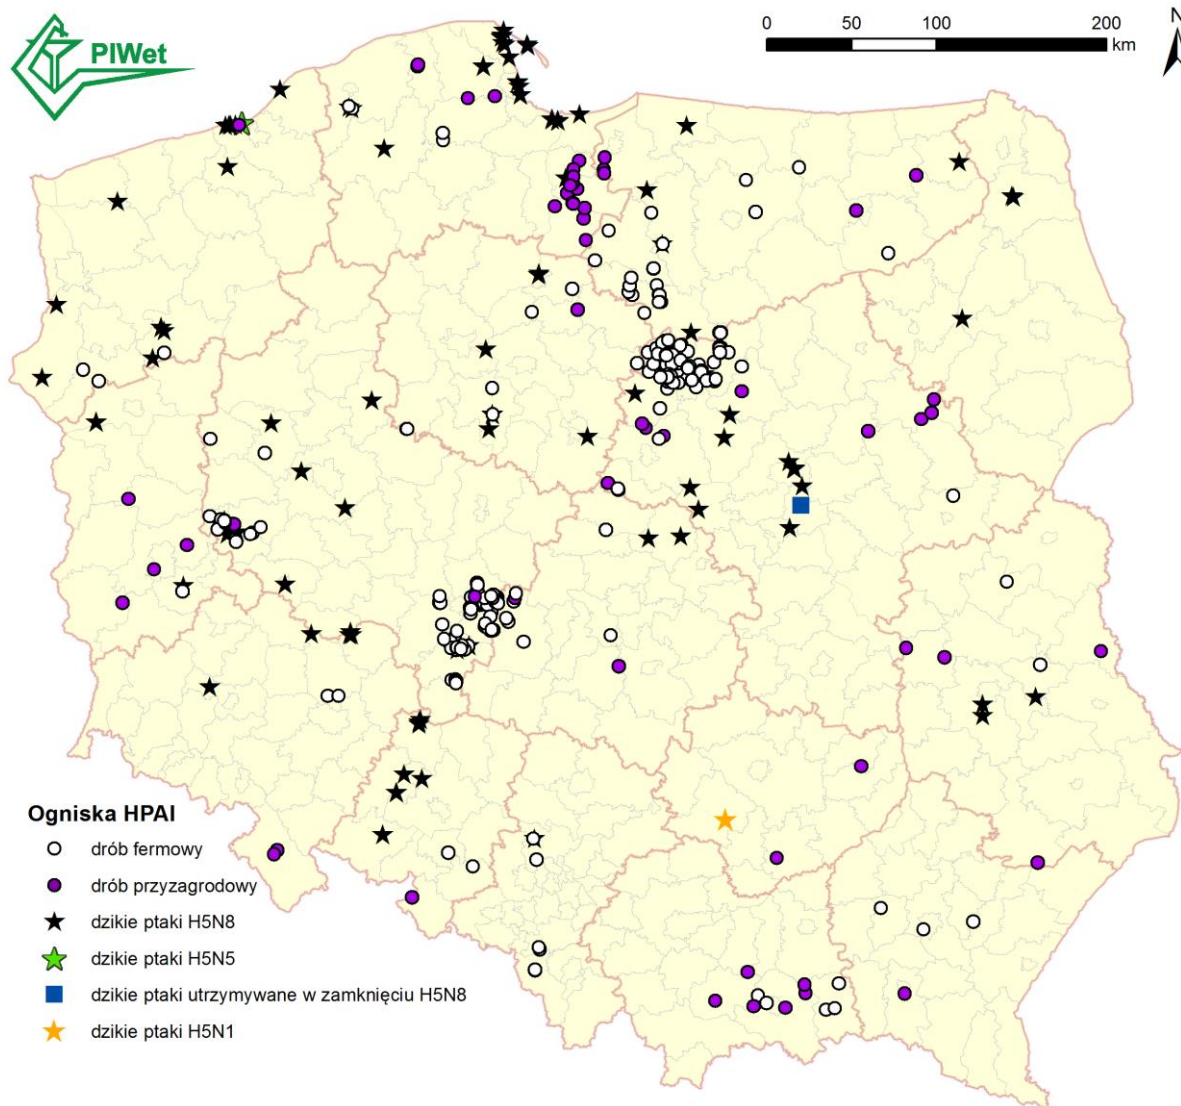 PIWet
0 50 100 200
km
N
Ogniska HPAI
drób fermowy
drób przyzagrodowy
dzikie ptaki H5N8
dzikie ptaki H5N5
dzikie ptaki utrzymywane w zamknięciu H5N8
dzikie ptaki H5N1